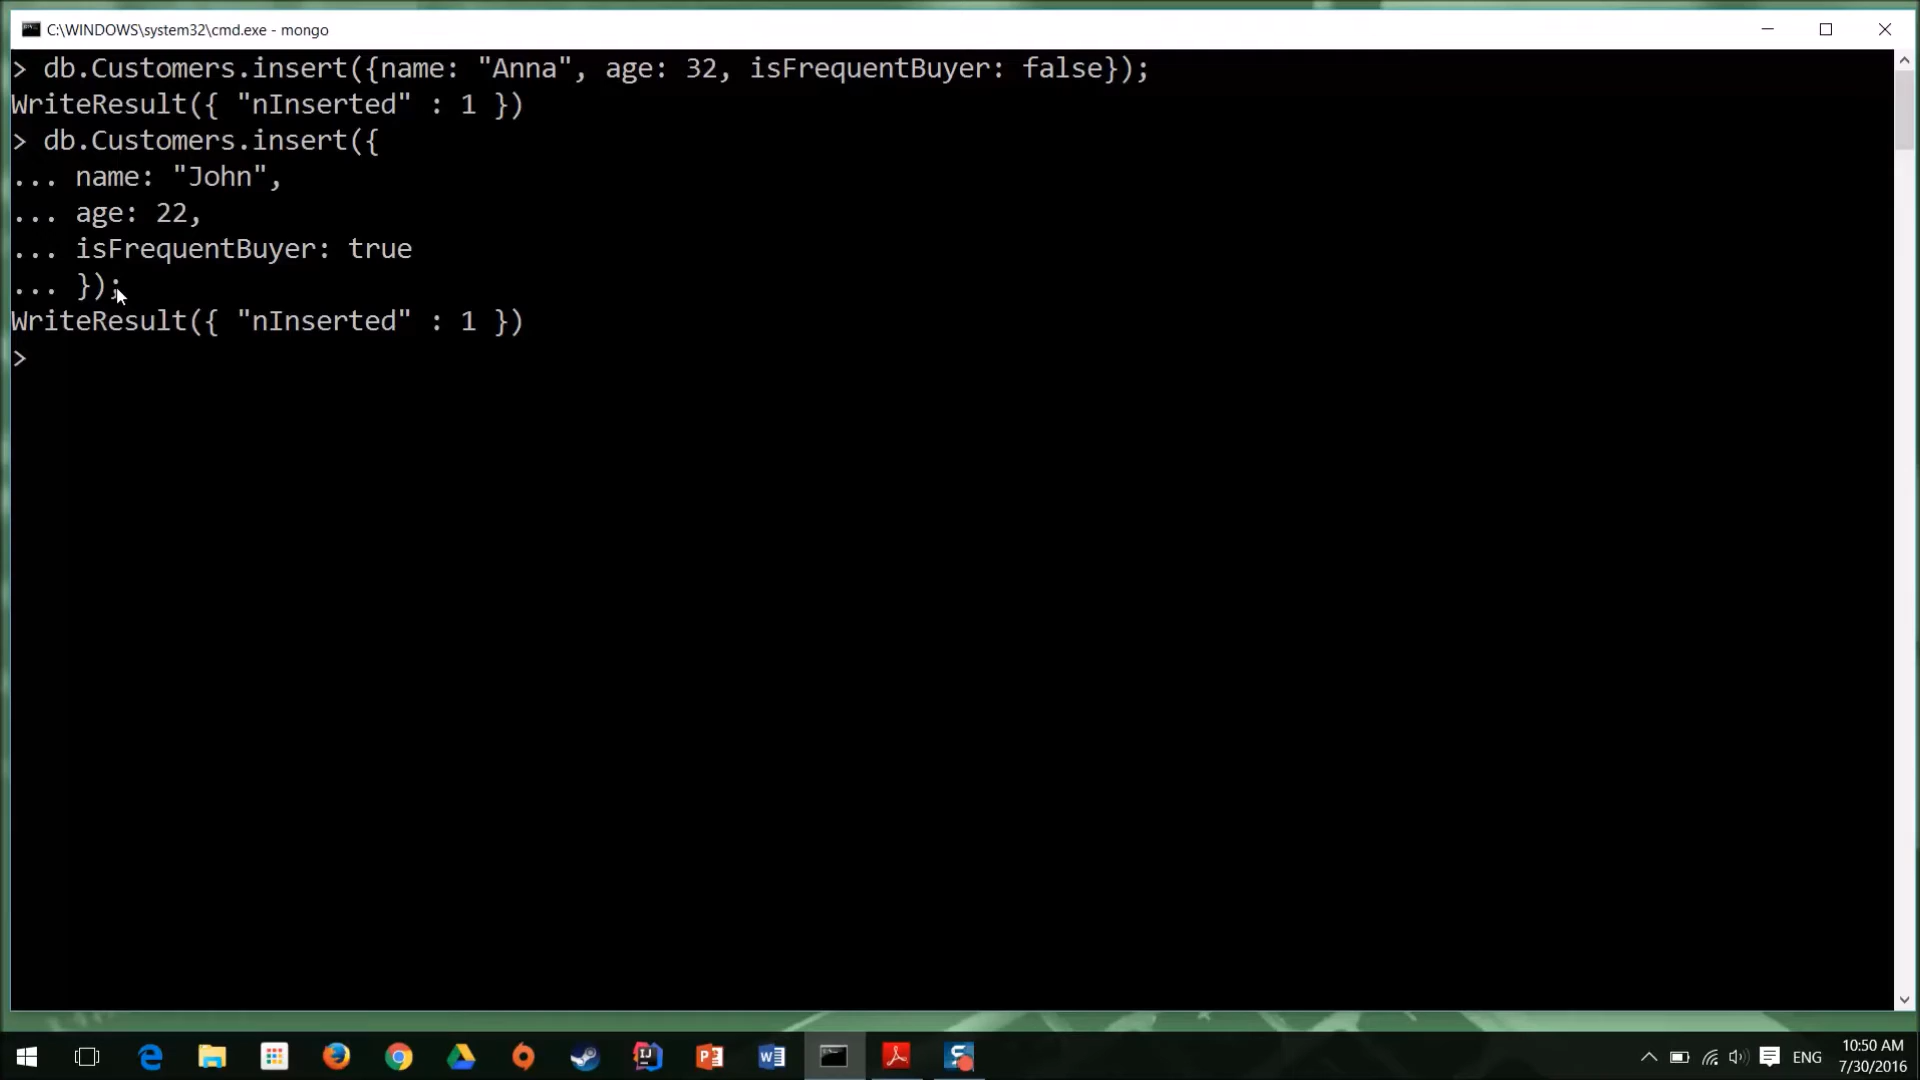 C:\WINDOWS\system32\cmd.exe - mongo
> db.Customers.insert({name: "Anna", age: 32, isFrequentBuyer: false});
WriteResult({ "nInserted" : 1 })
> db.Customers.insert({
... name: "John",
... age: 22,
... isFrequentBuyer: true
... });
WriteResult({ "nInserted" : 1 })
>
ENG
10:50 AM
7/30/2016